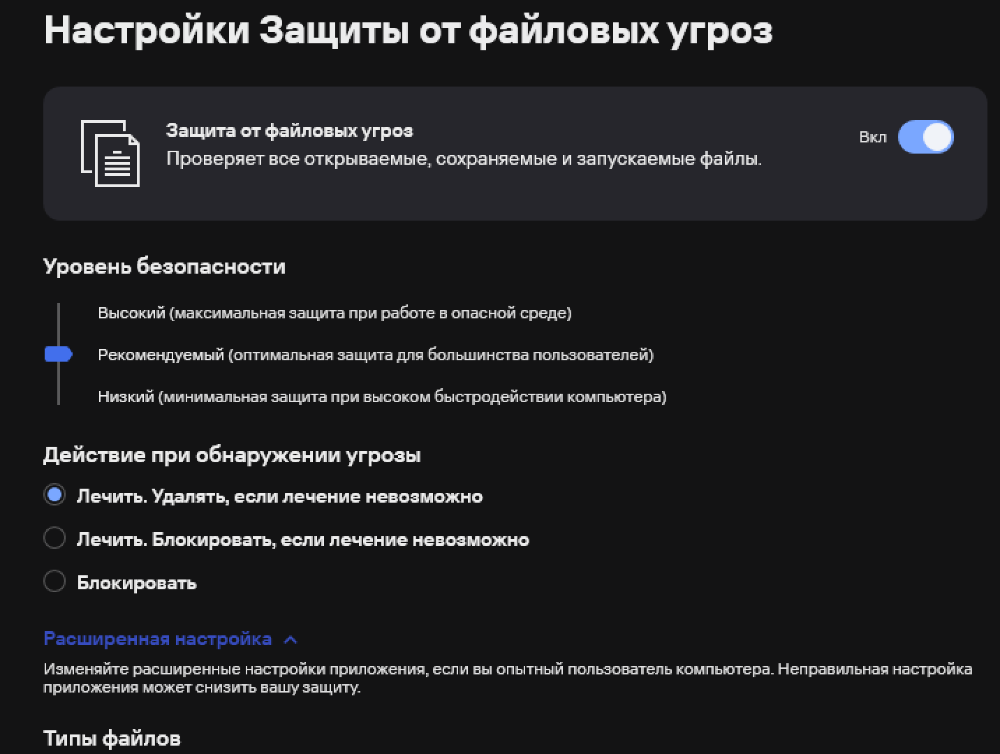 Настройки Защиты от файловых угроз
Защита от файловых угроз
Вкл
Проверяет все открываемые, сохраняемые и запускаемые файлы.
Уровень безопасности
Высокий (максимальная защита при работе в опасной среде)
Рекомендуемый (оптимальная защита для большинства пользователей)
Низкий (минимальная защита при высоком быстродействии компьютера)
Действие при обнаружении угрозы
Лечить. Удалять, если лечение невозможно
Лечить. Блокировать, если лечение невозможно
Блокировать
Расширенная настройка
Изменяйте расширенные настройки приложения, если вы опытный пользователь компьютера. Неправильная настройка
приложения может снизить вашу защиту.
Типы файлов